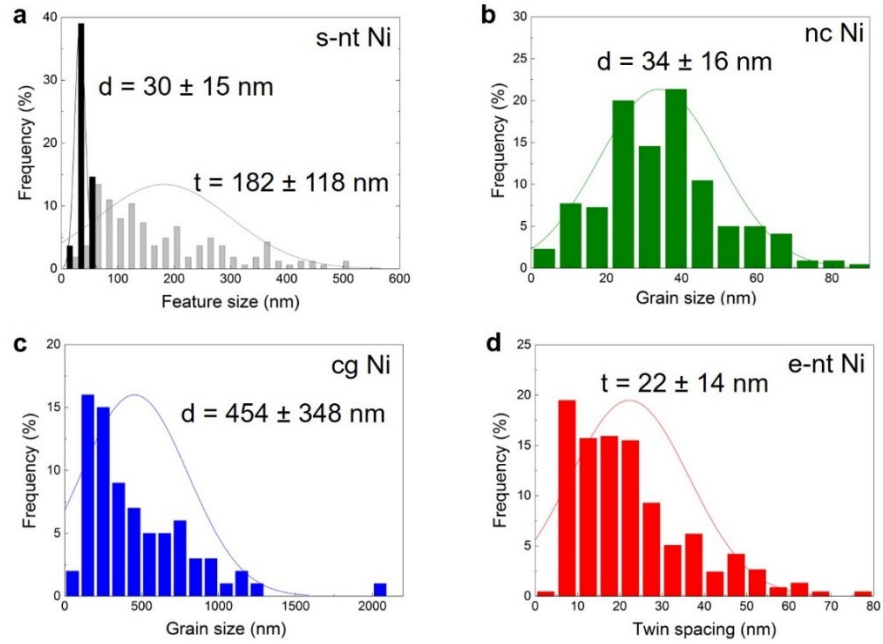 a
s-nt Ni
d = 30 ± 15 nm
t = 182 ± 118 nm
Frequency (%)
40
30
20
10
0
0 100 200 300 400 500 600
Feature size (nm)
b
nc Ni
d = 34 ± 16 nm
Frequency (%)
30
25
20
15
10
5
0
0 20 40 60 80
Grain size (nm)
c
cg Ni
d = 454 ± 348 nm
Frequency (%)
20
15
10
5
0
0 500 1000 1500 2000
Grain size (nm)
d
e-nt Ni
t = 22 ± 14 nm
Frequency (%)
25
20
15
10
5
0
0 10 20 30 40 50 60 70 80
Twin spacing (nm)